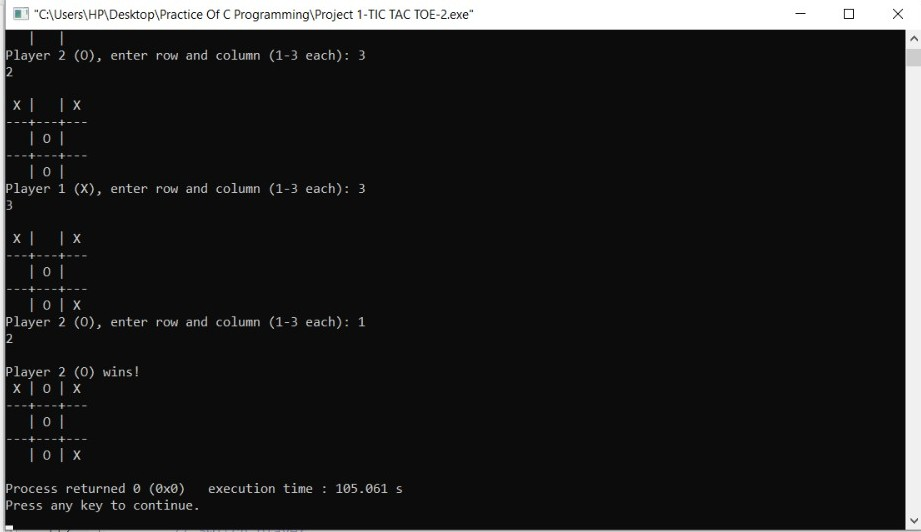 "C:\Users\HP\Desktop\Practice Of C Programming\Project 1-TIC TAC TOE-2.exe"
   |   |
Player 2 (O), enter row and column (1-3 each): 3
2

 X |   | X
---+---+---
   | O |
---+---+---
   | O |
Player 1 (X), enter row and column (1-3 each): 3
3

 X |   | X
---+---+---
   | O |
---+---+---
   | O | X
Player 2 (O), enter row and column (1-3 each): 1
2

Player 2 (O) wins!
 X | O | X
---+---+---
   | O |
---+---+---
   | O | X

Process returned 0 (0x0)   execution time : 105.061 s
Press any key to continue.